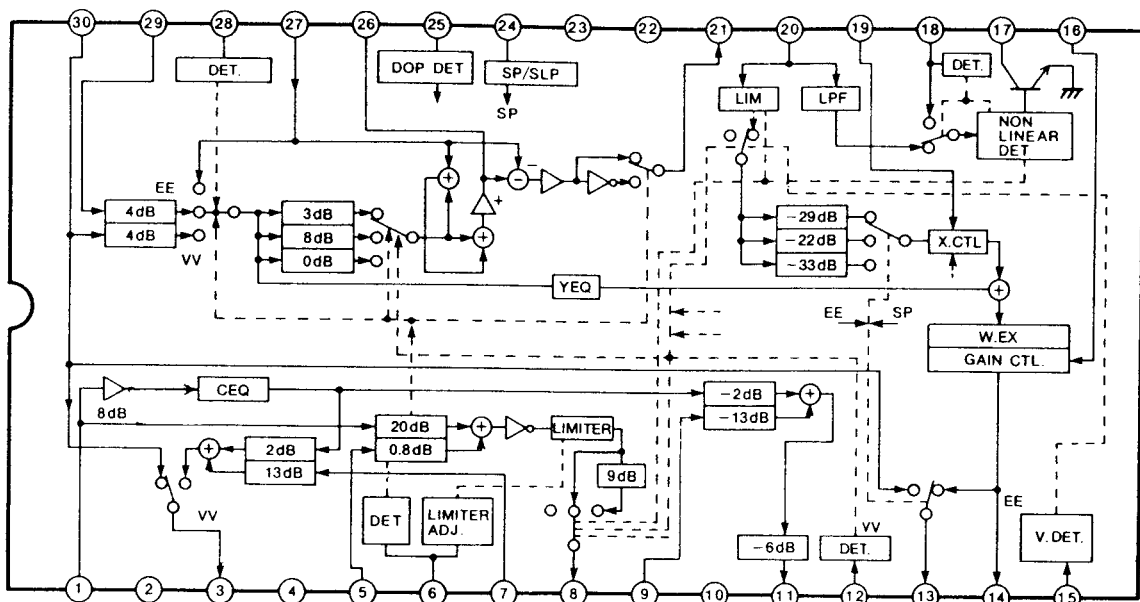 30 29 28 27 26 25 24 23 22 21 20 19 18 17 16
DET.
DOP DET
SP/SLP
SP
LIM
LPF
DET.
NON
LINEAR
DET
EE
4dB
4dB
VV
3dB
8dB
0dB
+
−
+
+
−29dB
−22dB
−33dB
X.CTL
YEQ
+
EE
SP
W.EX
GAIN CTL.
8dB
CEQ
20dB
0.8dB
+
LIMITER
−2dB
−13dB
+
+
2dB
13dB
9dB
VV
DET
LIMITER
ADJ.
−6dB
VV
DET.
EE
V.DET.
1 2 3 4 5 6 7 8 9 10 11 12 13 14 15